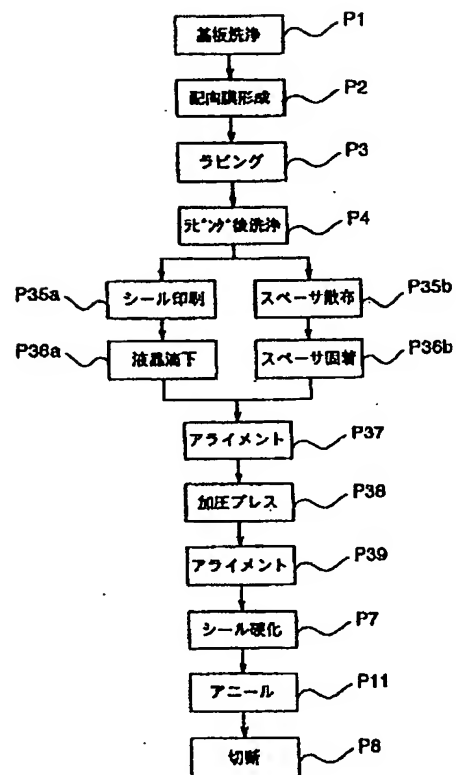 基板洗浄
P1
配向膜形成
P2
ラビング
P3
ﾗﾋﾞﾝｸﾞ後洗浄
P4
P35a
シール印刷
スペーサ散布
P35b
P36a
液晶滴下
スペーサ固着
P36b
アライメント
P37
加圧プレス
P38
アライメント
P39
シール硬化
P7
アニール
P11
切断
P8